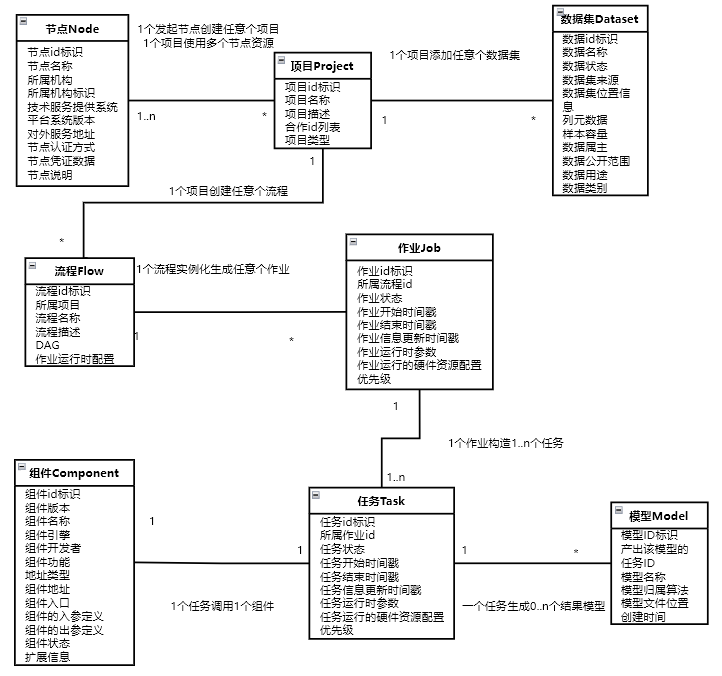 节点Node
节点id标识
节点名称
所属机构
所属机构标识
技术服务提供系统
平台系统版本
对外服务地址
节点认证方式
节点凭证数据
节点说明
1个发起节点创建任意个项目
1个项目使用多个节点资源
1..n
*
项目Project
项目id标识
项目名称
项目描述
合作id列表
项目类型
1个项目添加任意个数据集
1
*
数据集Dataset
数据id标识
数据名称
数据状态
数据集来源
数据集位置信
息
列元数据
样本容量
数据属主
数据公开范围
数据用途
数据类别
1
1个项目创建任意个流程
*
流程Flow
流程id标识
所属项目
流程名称
流程描述
DAG
作业运行时配置
1个流程实例化生成任意个作业
1
*
作业Job
作业id标识
所属流程id
作业状态
作业开始时间戳
作业结束时间戳
作业信息更新时间戳
作业运行时参数
作业运行的硬件资源配置
优先级
1
1个作业构造1..n个任务
1..n
组件Component
组件id标识
组件版本
组件名称
组件引擎
组件开发者
组件功能
地址类型
组件地址
组件入口
组件的入参定义
组件的出参定义
组件状态
扩展信息
1
1
1个任务调用1个组件
任务Task
任务id标识
所属作业id
任务状态
任务开始时间戳
任务结束时间戳
任务信息更新时间戳
任务运行时参数
任务运行的硬件资源配置
优先级
1
*
一个任务生成0..n个结果模型
模型Model
模型ID标识
产出该模型的
任务ID
模型名称
模型归属算法
模型文件位置
创建时间